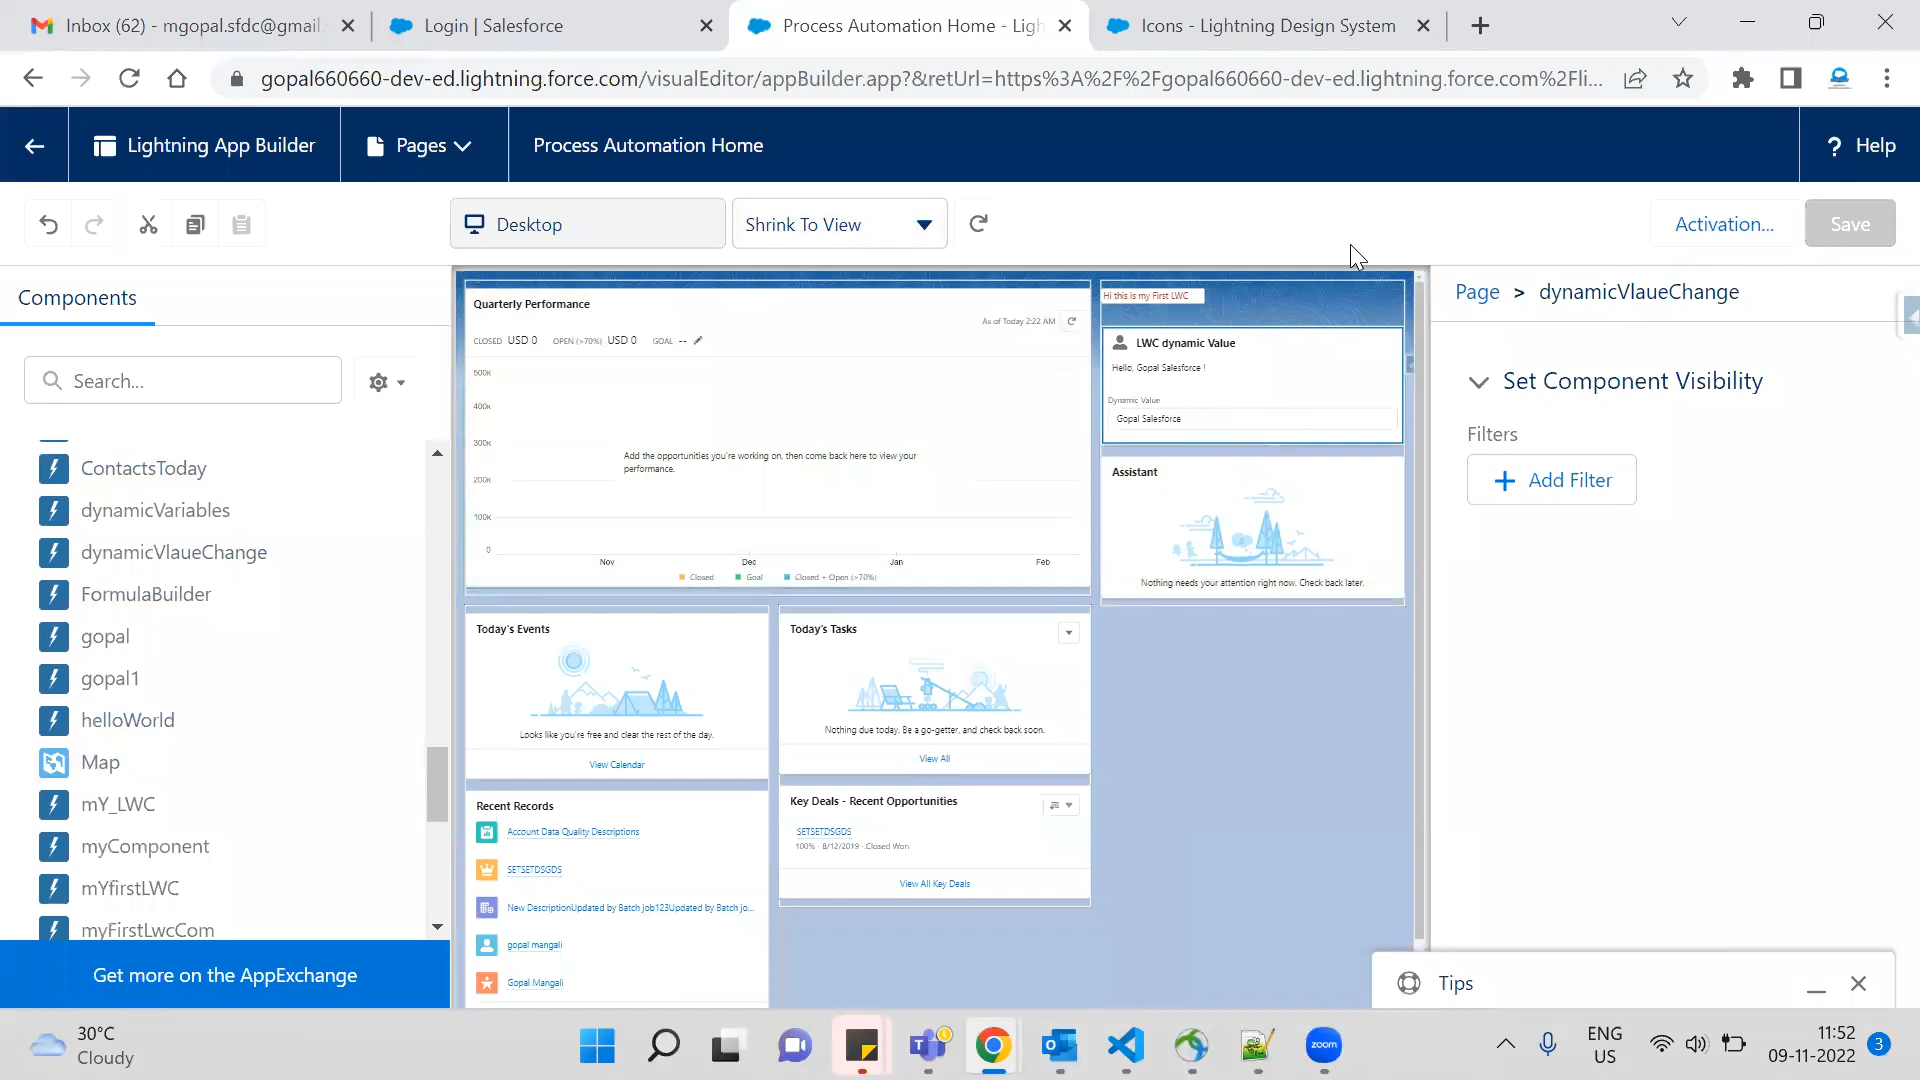 Inbox (62) - mgopal.sfdc@gmail.
Login | Salesforce
Process Automation Home - Ligh
Icons - Lightning Design System
gopal660660-dev-ed.lightning.force.com/visualEditor/appBuilder.app?&retUrl=https%3A%2F%2Fgopal660660-dev-ed.lightning.force.com%2Fli...
Lightning App Builder
Pages
Process Automation Home
? Help
Desktop
Shrink To View
Activation...
Save
Components
Search...
ContactsToday
dynamicVariables
dynamicVlaueChange
FormulaBuilder
gopal
gopal1
helloWorld
Map
mY_LWC
myComponent
mYfirstLWC
myFirstLwcCom
Get more on the AppExchange
Quarterly Performance
As of Today 2:22 AM
CLOSED USD 0 OPEN (>70%) USD 0 GOAL --
500K
400K
300K
200K
100K
0
Add the opportunities you're working on, then come back here to view your
performance.
Nov Dec Jan Feb
Closed Goal Closed + Open (>70%)
Hi this is my First LWC
LWC dynamic Value
Hello, Gopal Salesforce !
Dynamic Value
Gopal Salesforce
Assistant
Nothing needs your attention right now. Check back later.
Today's Events
Looks like you're free and clear the rest of the day.
View Calendar
Today's Tasks
Nothing due today. Be a go-getter, and check back soon.
View All
Recent Records
Account Data Quality Descriptions
SETSETDSGDS
New DescriptionUpdated by Batch job123Updated by Batch jo...
gopal mangali
Gopal Mangali
Key Deals - Recent Opportunities
SETSETDSGDS
100% - 8/12/2019 - Closed Won
View All Key Deals
Page > dynamicVlaueChange
Set Component Visibility
Filters
Add Filter
Tips
30°C
Cloudy
zoom
ENG
US
11:52
09-11-2022
3